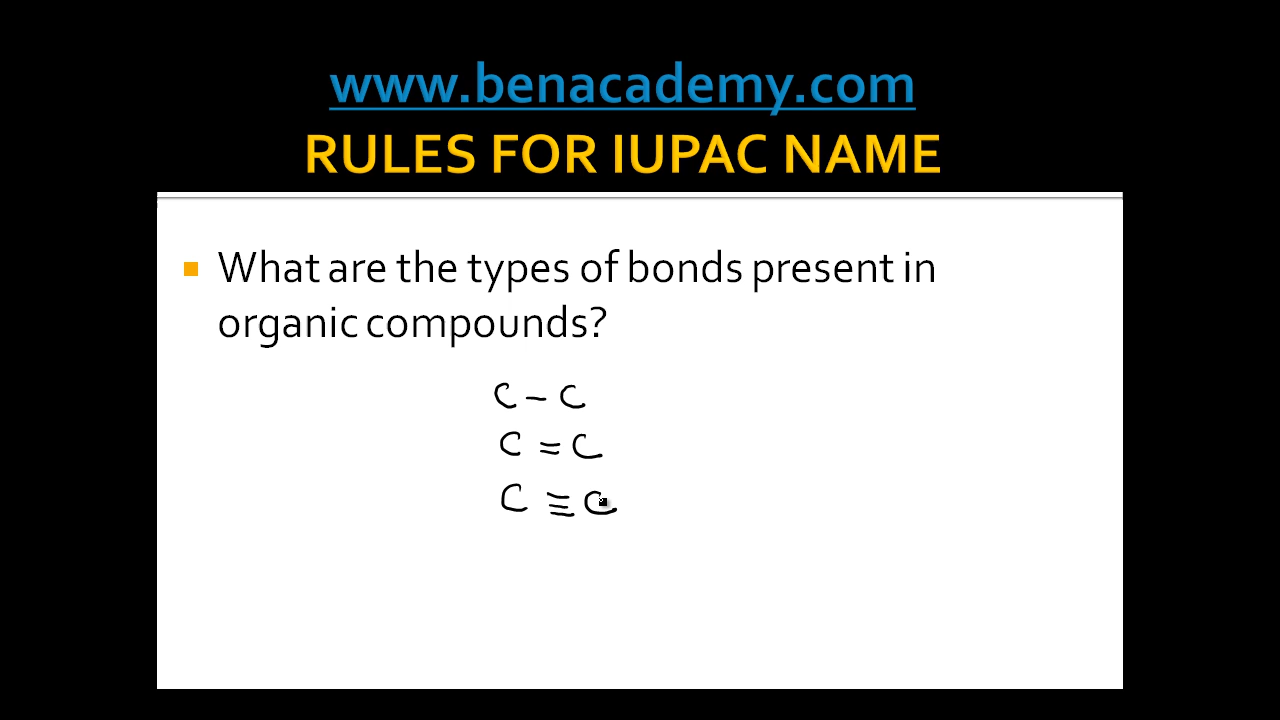 www.benacademy.com
RULES FOR IUPAC NAME
What are the types of bonds present in
organic compounds?
C – C
C = C
C ≡ C